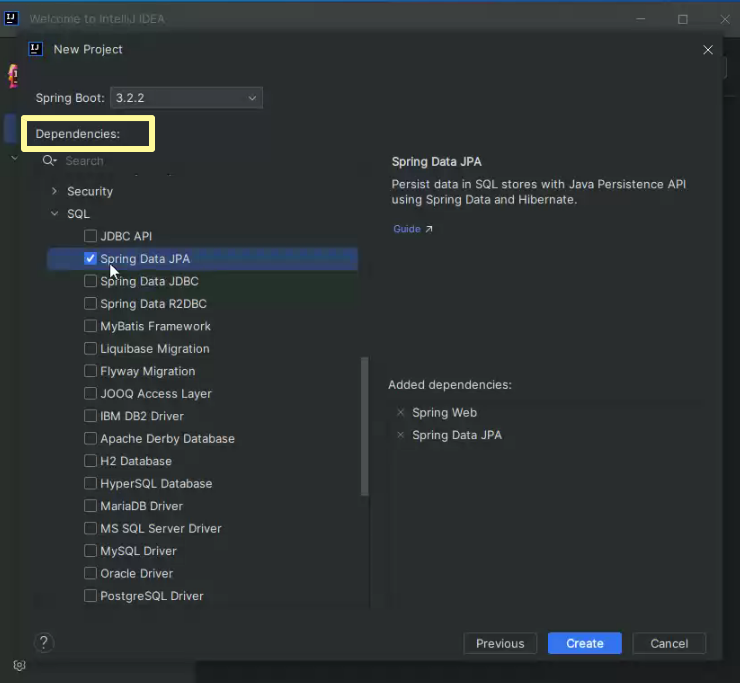 Welcome to IntelliJ IDEA
New Project
Spring Boot: 3.2.2
Dependencies:
Search
Security
SQL
JDBC API
Spring Data JPA
Spring Data JDBC
Spring Data R2DBC
MyBatis Framework
Liquibase Migration
Flyway Migration
JOOQ Access Layer
IBM DB2 Driver
Apache Derby Database
H2 Database
HyperSQL Database
MariaDB Driver
MS SQL Server Driver
MySQL Driver
Oracle Driver
PostgreSQL Driver
Spring Data JPA
Persist data in SQL stores with Java Persistence API
using Spring Data and Hibernate.
Guide ↗
Added dependencies:
Spring Web
Spring Data JPA
?
Previous
Create
Cancel